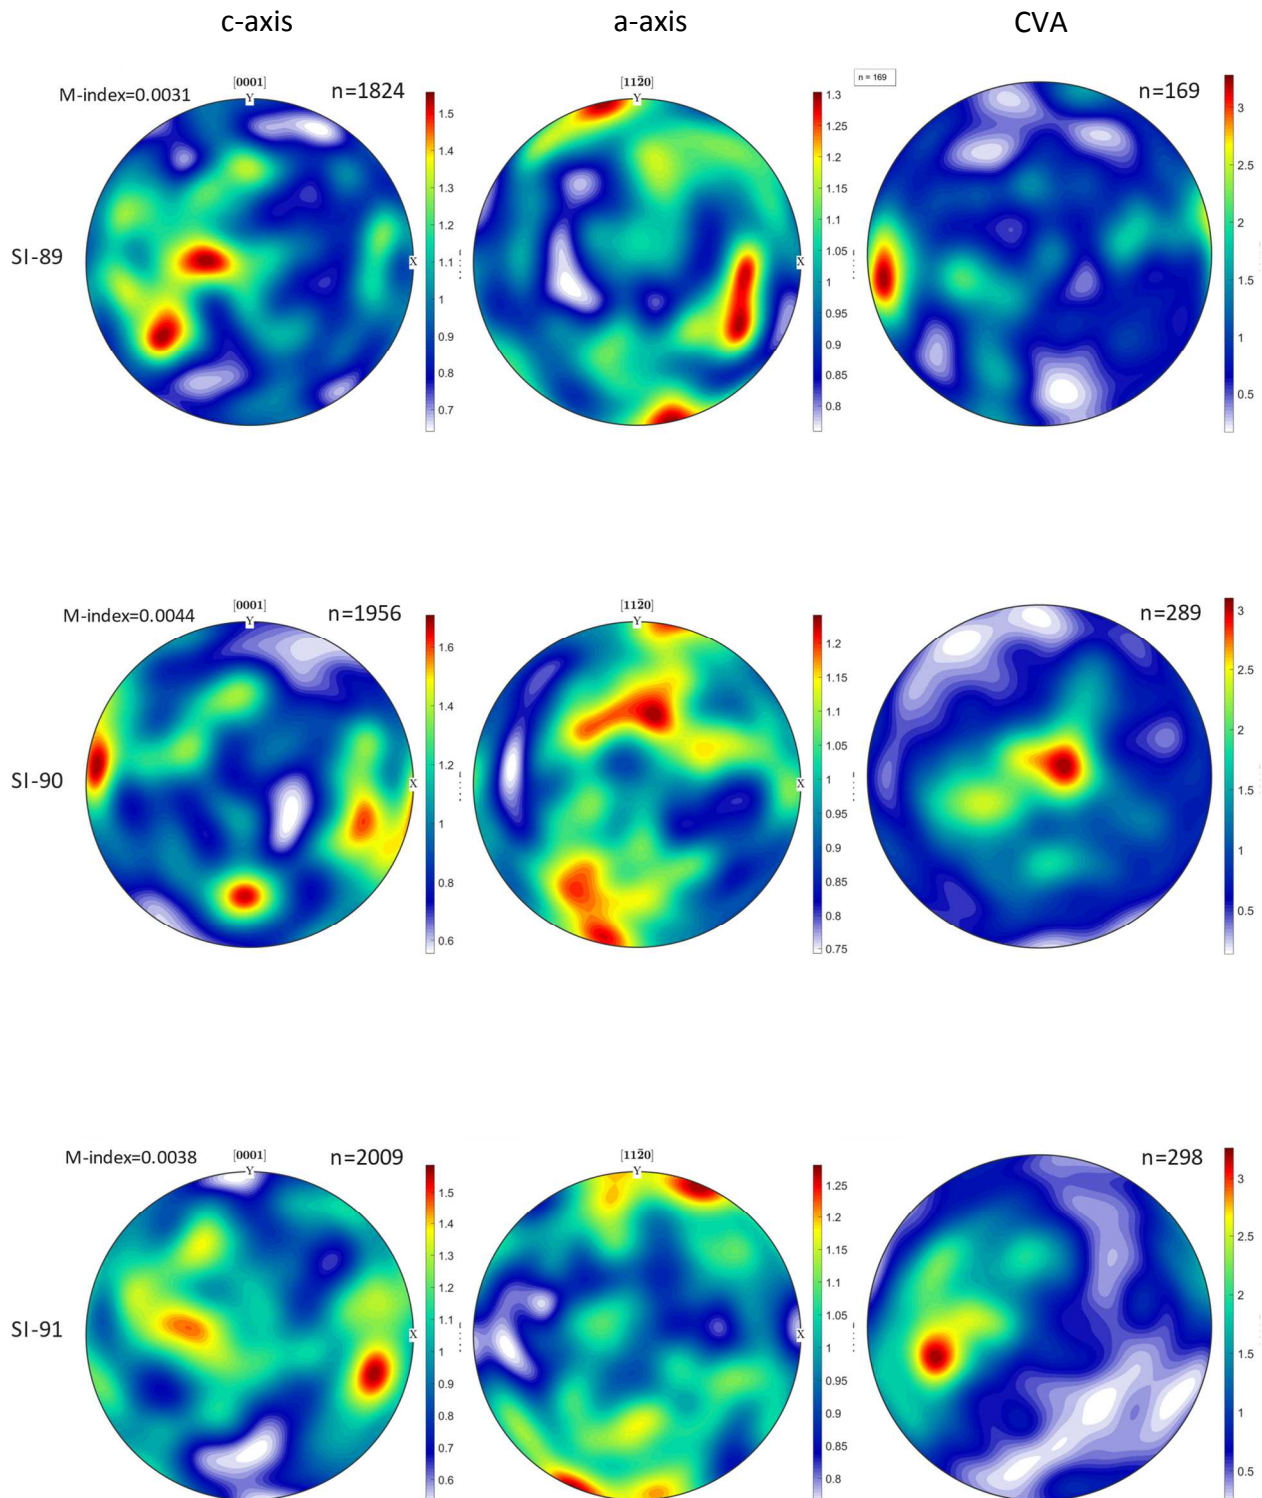 c-axis a-axis CVA
M-index=0.0031 [0001] n=1824 [112̄0] n = 169 n=169
Y Y
SI-89 X X
1.5 1.4 1.3 1.2 1.1 1 0.9 0.8 0.7
1.3 1.25 1.2 1.15 1.1 1.05 1 0.95 0.9 0.85 0.8
3 2.5 2 1.5 1 0.5
M-index=0.0044 [0001] n=1956 [112̄0] n=289
Y Y
SI-90 X X
1.6 1.4 1.2 1 0.8 0.6
1.2 1.15 1.1 1.05 1 0.95 0.9 0.85 0.8 0.75
3 2.5 2 1.5 1 0.5
M-index=0.0038 [0001] n=2009 [112̄0] n=298
Y Y
SI-91 X X
1.5 1.4 1.3 1.2 1.1 1 0.9 0.8 0.7 0.6
1.25 1.2 1.15 1.1 1.05 1 0.95 0.9 0.85 0.8
3 2.5 2 1.5 1 0.5